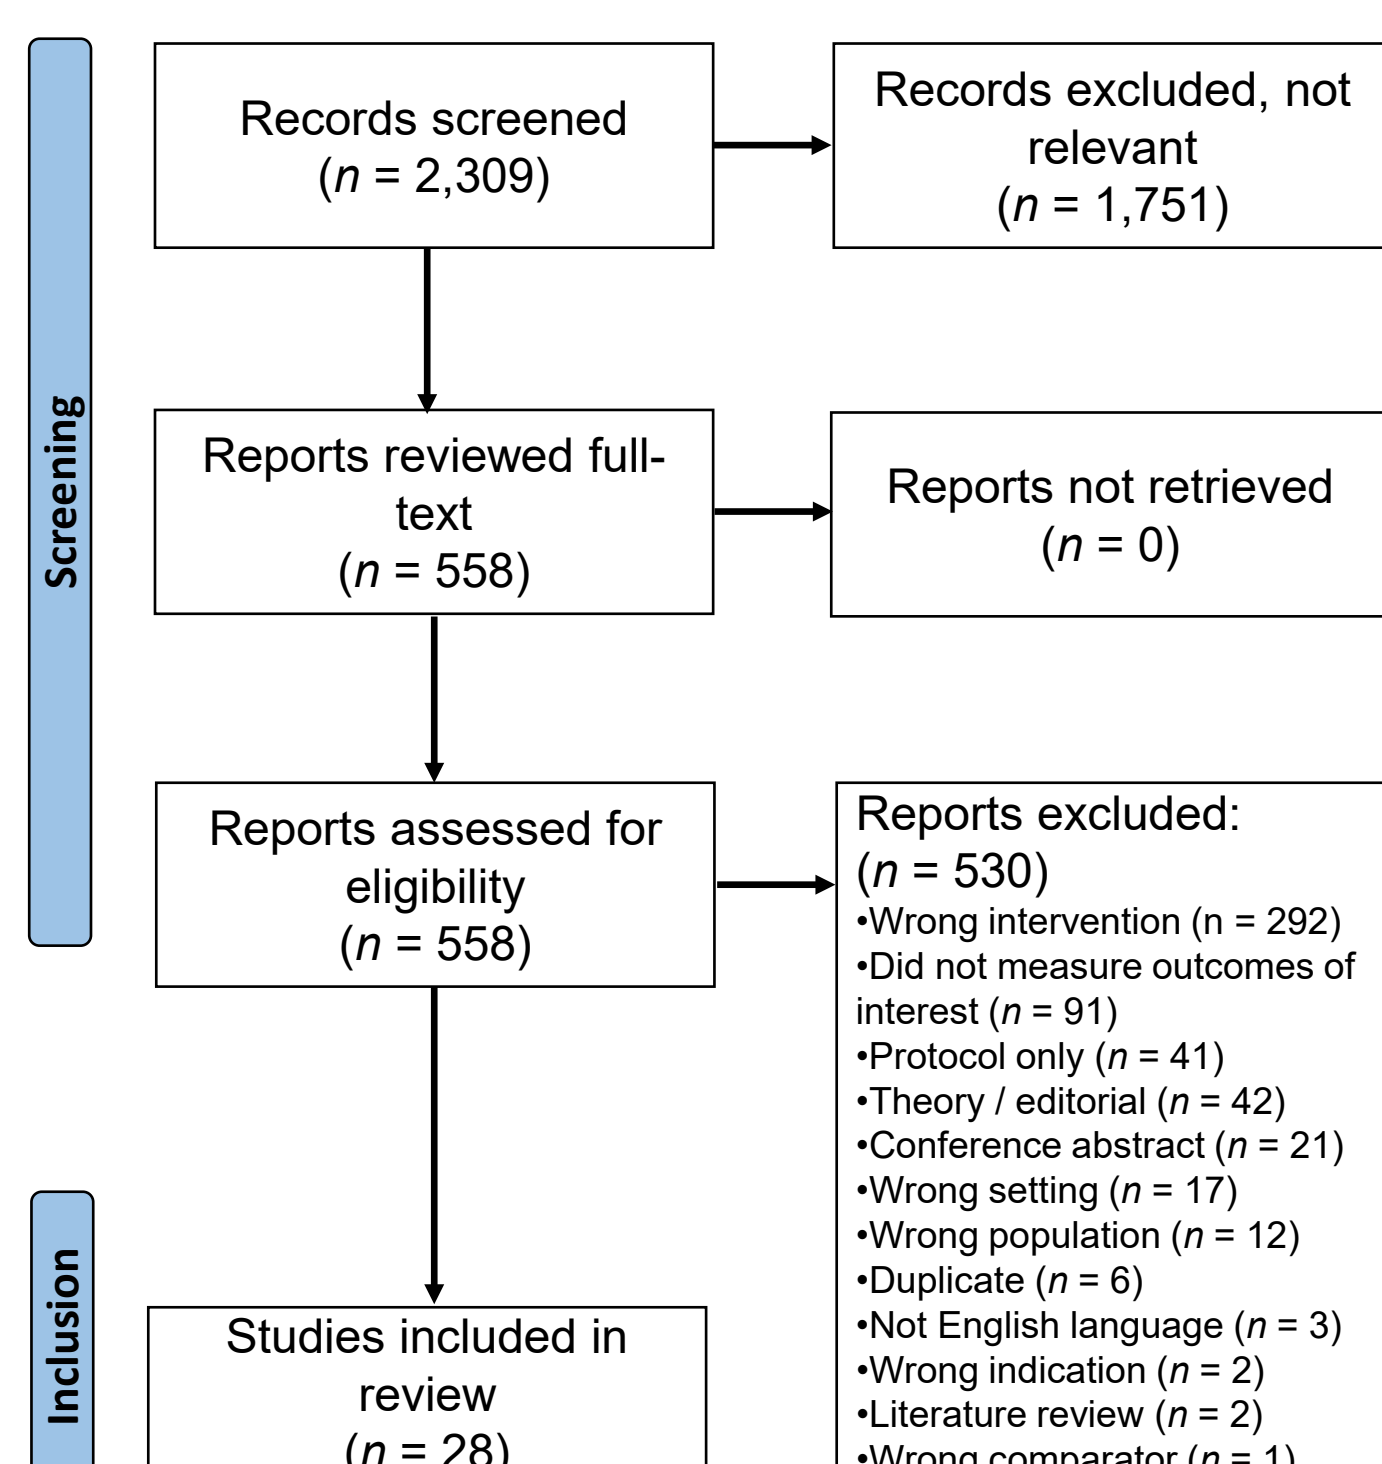 Screening
Records screened
(n = 2,309)
Records excluded, not
relevant
(n = 1,751)
Reports reviewed full-
text
(n = 558)
Reports not retrieved
(n = 0)
Reports assessed for
eligibility
(n = 558)
Reports excluded:
(n = 530)
•Wrong intervention (n = 292)
•Did not measure outcomes of
interest (n = 91)
•Protocol only (n = 41)
•Theory / editorial (n = 42)
•Conference abstract (n = 21)
•Wrong setting (n = 17)
•Wrong population (n = 12)
•Duplicate (n = 6)
•Not English language (n = 3)
•Wrong indication (n = 2)
•Literature review (n = 2)
•Wrong comparator (n = 1)
Inclusion
Studies included in
review
(n = 28)